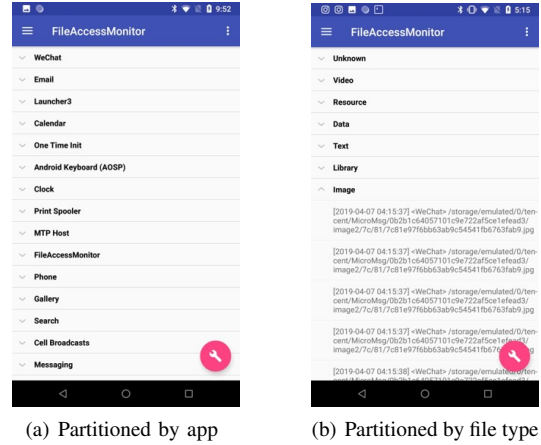 9:52
FileAccessMonitor
WeChat
Email
Launcher3
Calendar
One Time Init
Android Keyboard (AOSP)
Clock
Print Spooler
MTP Host
FileAccessMonitor
Phone
Gallery
Search
Cell Broadcasts
Messaging
(a) Partitioned by app
5:15
FileAccessMonitor
Unknown
Video
Resource
Data
Text
Library
Image
[2019-04-07 04:15:37] <WeChat> /storage/emulated/0/ten-
cent/MicroMsg/0b2b1c64057101c9e722af5ce1efead3/
image2/7c/81/7c81e97f6bb63ab9c54541fb6763fab9.jpg
[2019-04-07 04:15:37] <WeChat> /storage/emulated/0/ten-
cent/MicroMsg/0b2b1c64057101c9e722af5ce1efead3/
image2/7c/81/7c81e97f6bb63ab9c54541fb6763fab9.jpg
[2019-04-07 04:15:37] <WeChat> /storage/emulated/0/ten-
cent/MicroMsg/0b2b1c64057101c9e722af5ce1efead3/
image2/7c/81/7c81e97f6bb63ab9c54541fb6763fab9.jpg
[2019-04-07 04:15:37] <WeChat> /storage/emulated/0/ten-
cent/MicroMsg/0b2b1c64057101c9e722af5ce1efead3/
[2019-04-07 04:15:38] <WeChat> /storage/emulated/0/ten-
(b) Partitioned by file type